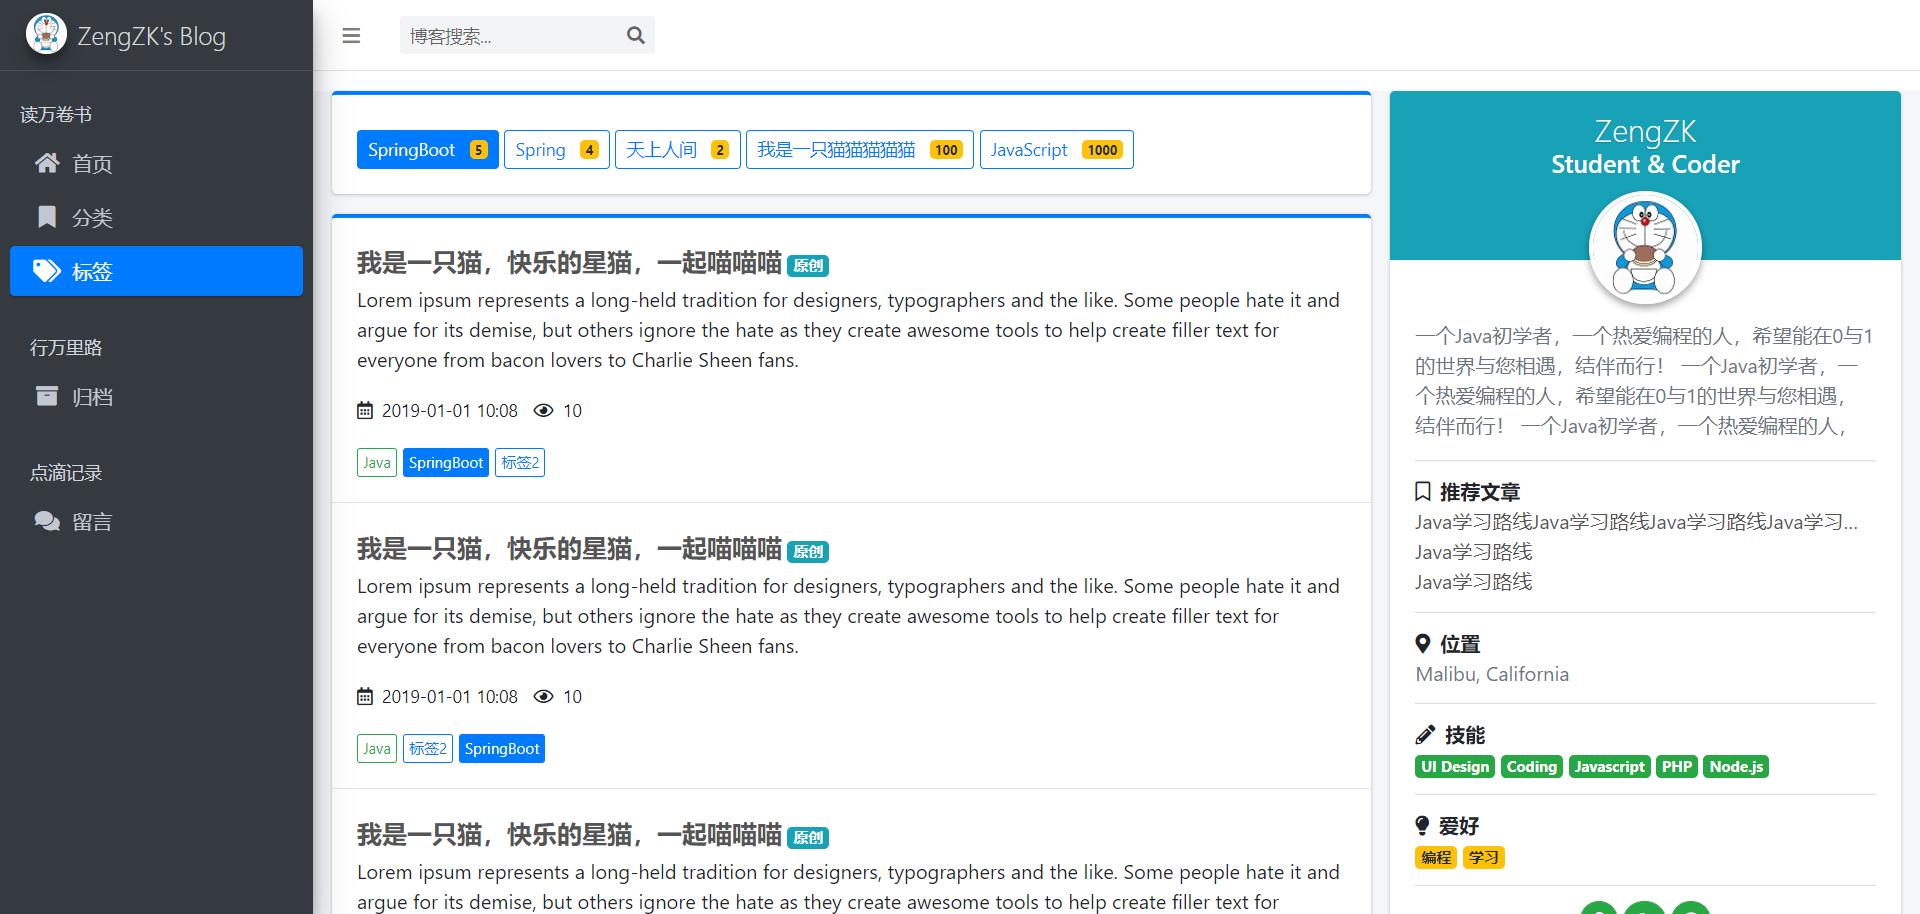 ZengZK's Blog
读万卷书
首页
分类
标签
行万里路
归档
点滴记录
留言
博客搜索...
SpringBoot 5 Spring 4 天上人间 2 我是一只猫猫猫猫猫 100 JavaScript 1000
我是一只猫，快乐的星猫，一起喵喵喵 原创
Lorem ipsum represents a long-held tradition for designers, typographers and the like. Some people hate it and
argue for its demise, but others ignore the hate as they create awesome tools to help create filler text for
everyone from bacon lovers to Charlie Sheen fans.
2019-01-01 10:08 10
Java SpringBoot 标签2
我是一只猫，快乐的星猫，一起喵喵喵 原创
Lorem ipsum represents a long-held tradition for designers, typographers and the like. Some people hate it and
argue for its demise, but others ignore the hate as they create awesome tools to help create filler text for
everyone from bacon lovers to Charlie Sheen fans.
2019-01-01 10:08 10
Java 标签2 SpringBoot
我是一只猫，快乐的星猫，一起喵喵喵 原创
Lorem ipsum represents a long-held tradition for designers, typographers and the like. Some people hate it and
argue for its demise, but others ignore the hate as they create awesome tools to help create filler text for
ZengZK
Student & Coder
一个Java初学者，一个热爱编程的人，希望能在0与1
的世界与您相遇，结伴而行！ 一个Java初学者，一
个热爱编程的人，希望能在0与1的世界与您相遇，
结伴而行！ 一个Java初学者，一个热爱编程的人，
推荐文章
Java学习路线Java学习路线Java学习路线Java学习...
Java学习路线
Java学习路线
位置
Malibu, California
技能
UI Design Coding Javascript PHP Node.js
爱好
编程 学习